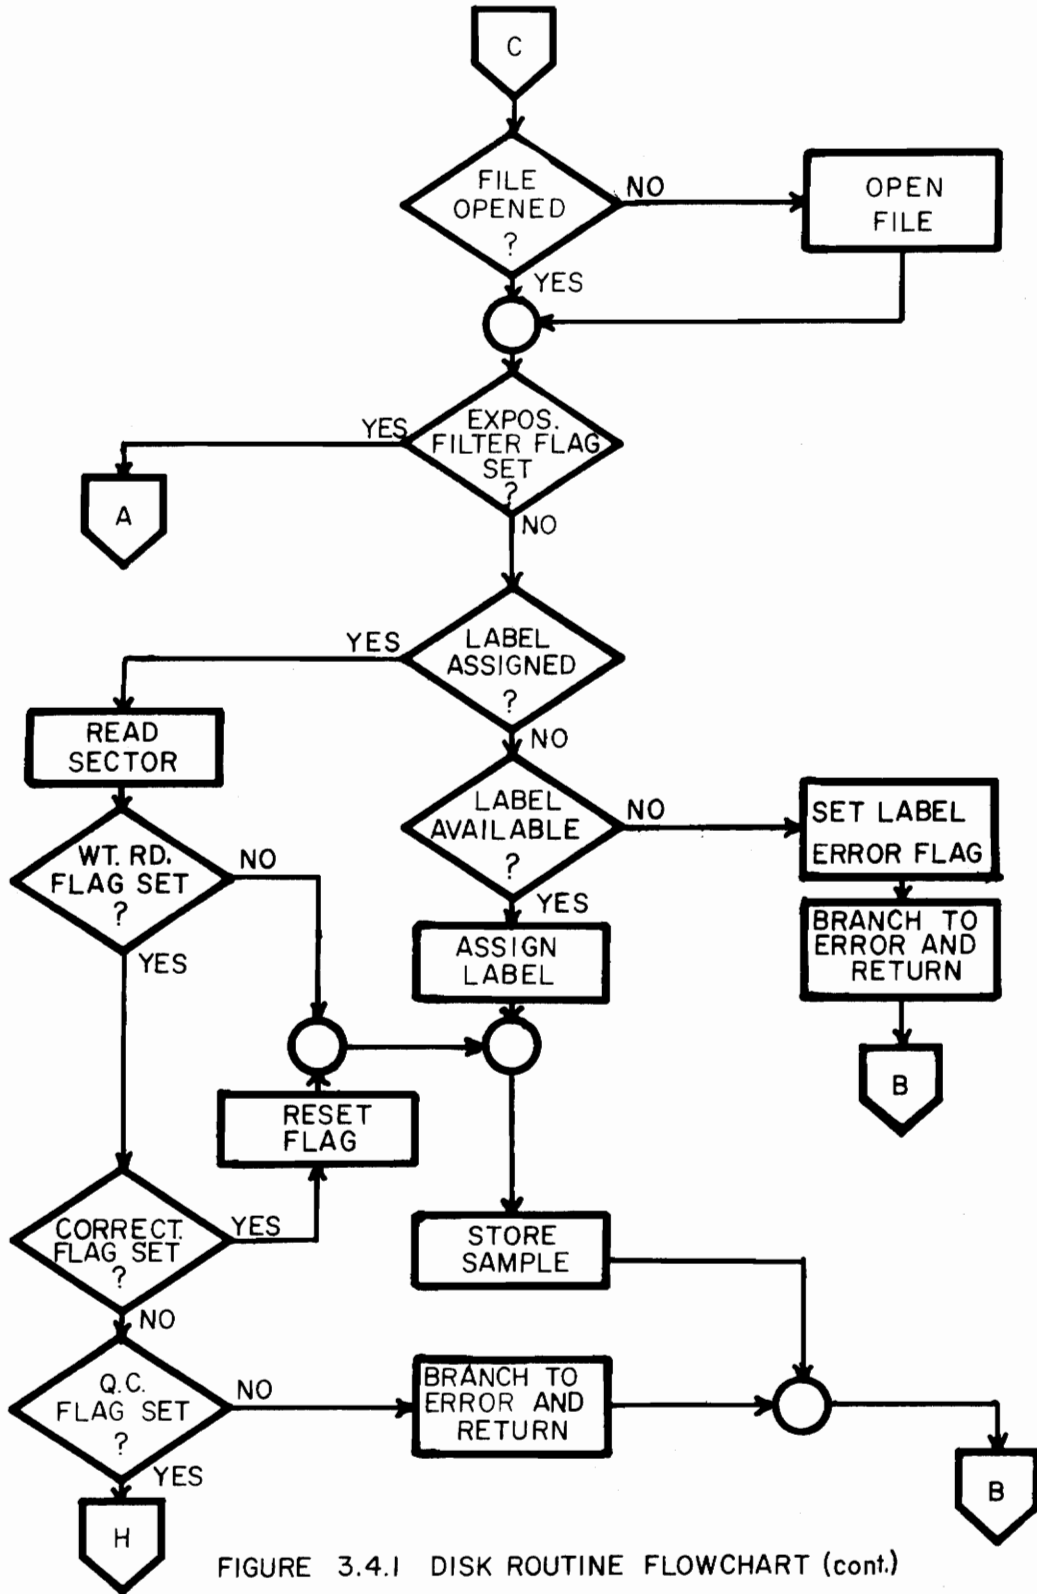 C
FILE
OPENED
?
NO
OPEN
FILE
YES
YES
EXPOS.
FILTER FLAG
SET
?
A
NO
YES
LABEL
ASSIGNED
?
READ
SECTOR
NO
LABEL
AVAILABLE
?
NO
SET LABEL
ERROR FLAG
WT. RD.
FLAG SET
?
NO
YES
YES
ASSIGN
LABEL
BRANCH TO
ERROR AND
RETURN
B
RESET
FLAG
CORRECT.
FLAG SET
?
YES
STORE
SAMPLE
NO
Q.C.
FLAG SET
?
NO
BRANCH TO
ERROR AND
RETURN
YES
B
H
FIGURE 3.4.1 DISK ROUTINE FLOWCHART (cont.)